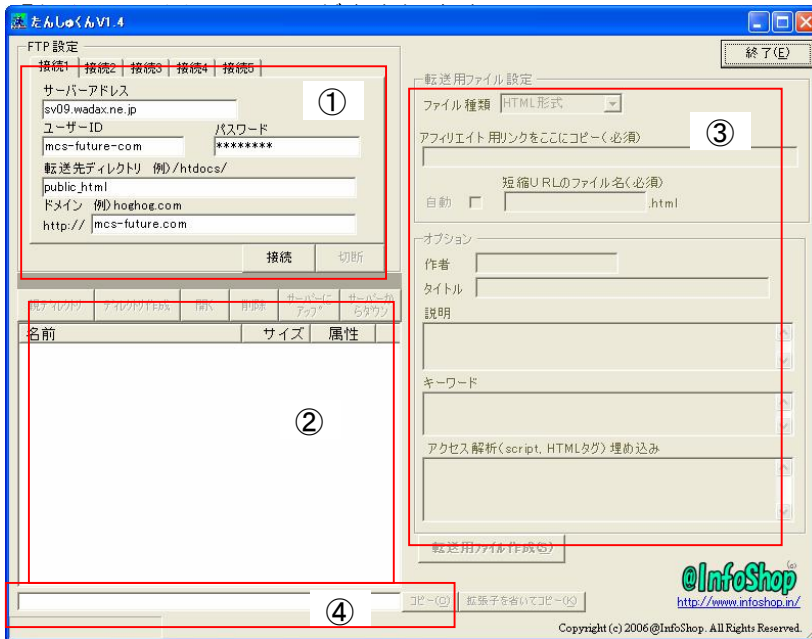 たんしゅくんV1.4
FTP設定
終了(E)
接続1 接続2 接続3 接続4 接続5
サーバーアドレス
sv09.wadax.ne.jp
ユーザーID パスワード
mcs-future-com ********
転送先ディレクトリ 例)/htdocs/
public_html
ドメイン 例)hoghog.com
http:// mcs-future.com
接続 切断
①
親ディレクトリ ディレクトリ作成 開く 削除 サーバーにアップ サーバーからダウン
名前 サイズ 属性
②
転送用ファイル設定
ファイル種類 HTML形式
③
アフィリエイト用リンクをここにコピー(必須)
短縮URLのファイル名(必須)
自動 .html
オプション
作者
タイトル
説明
キーワード
アクセス解析(script, HTMLタグ)埋め込み
転送用ファイル作成(S)
④
コピー(C) 拡張子を省いてコピー(K)
@InfoShop
http://www.infoshop.in/
Copyright (c) 2006 @InfoShop. All Rights Reserved.